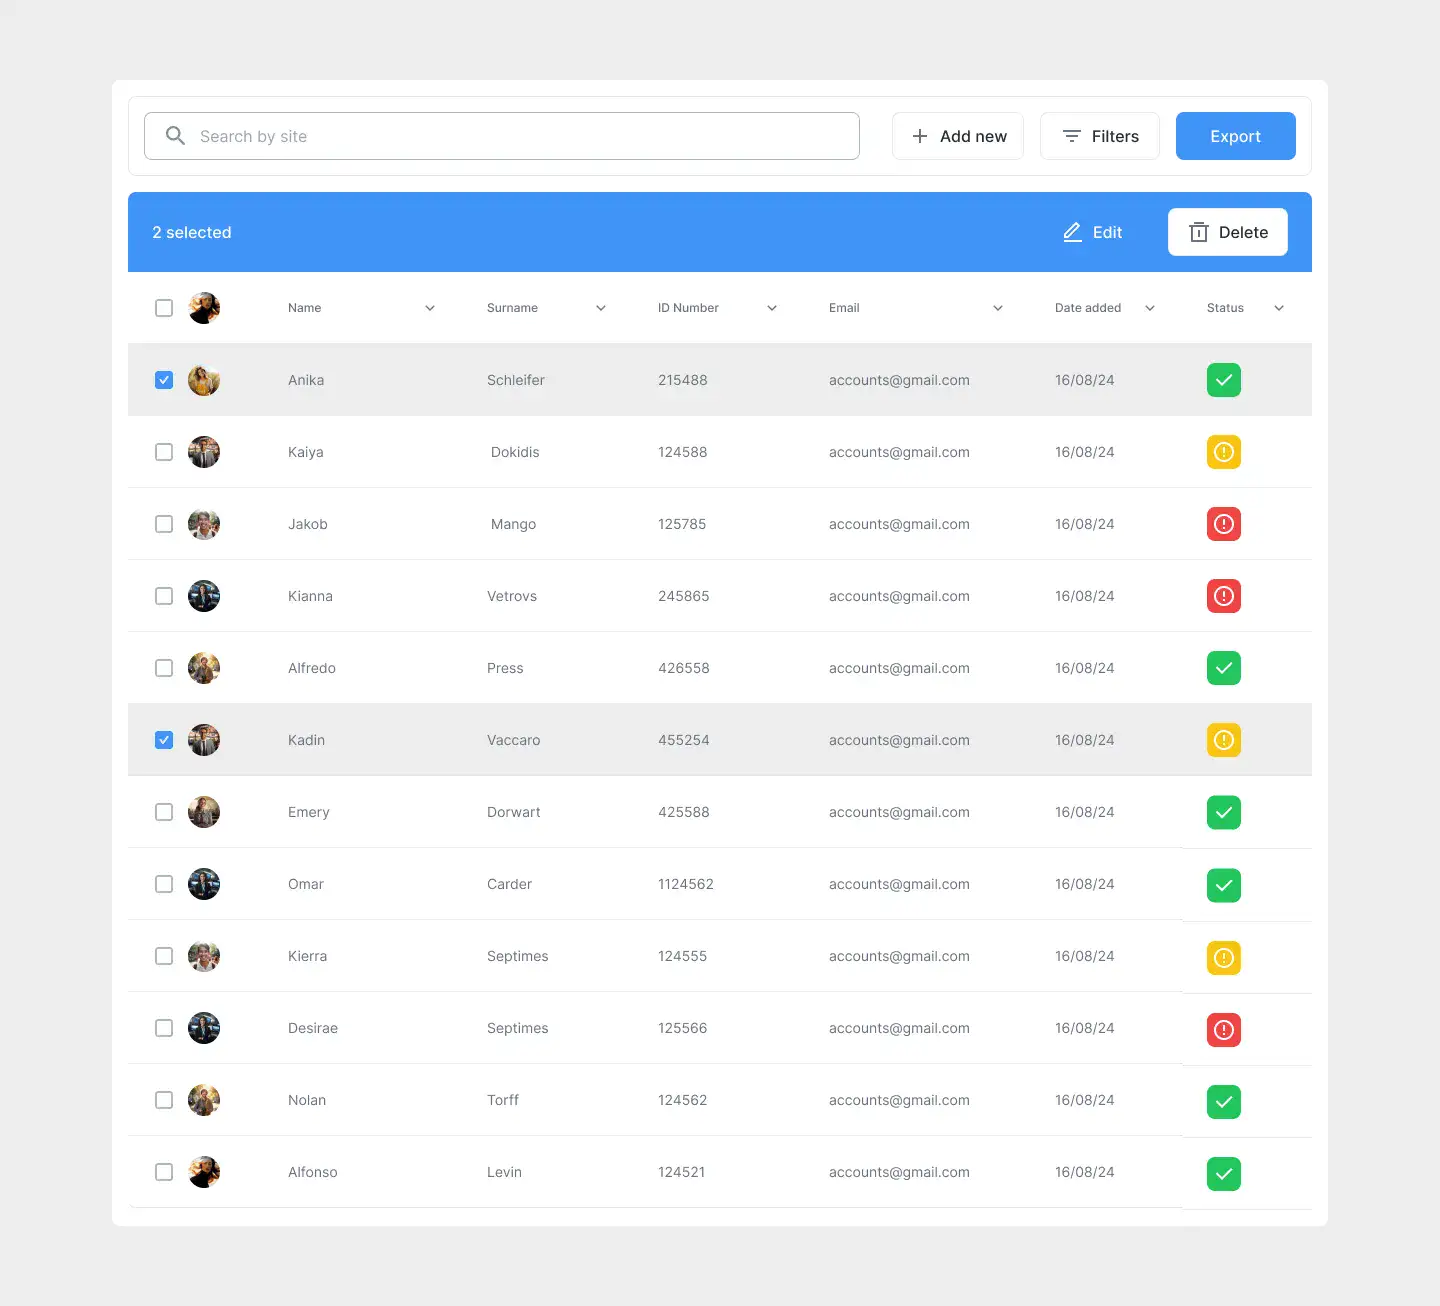 Search by site Add new Filters Export
2 selected Edit Delete
Name Surname ID Number Email Date added Status
Anika Schleifer 215488 accounts@gmail.com 16/08/24
Kaiya Dokidis 124588 accounts@gmail.com 16/08/24
Jakob Mango 125785 accounts@gmail.com 16/08/24
Kianna Vetrovs 245865 accounts@gmail.com 16/08/24
Alfredo Press 426558 accounts@gmail.com 16/08/24
Kadin Vaccaro 455254 accounts@gmail.com 16/08/24
Emery Dorwart 425588 accounts@gmail.com 16/08/24
Omar Carder 1124562 accounts@gmail.com 16/08/24
Kierra Septimes 124555 accounts@gmail.com 16/08/24
Desirae Septimes 125566 accounts@gmail.com 16/08/24
Nolan Torff 124562 accounts@gmail.com 16/08/24
Alfonso Levin 124521 accounts@gmail.com 16/08/24